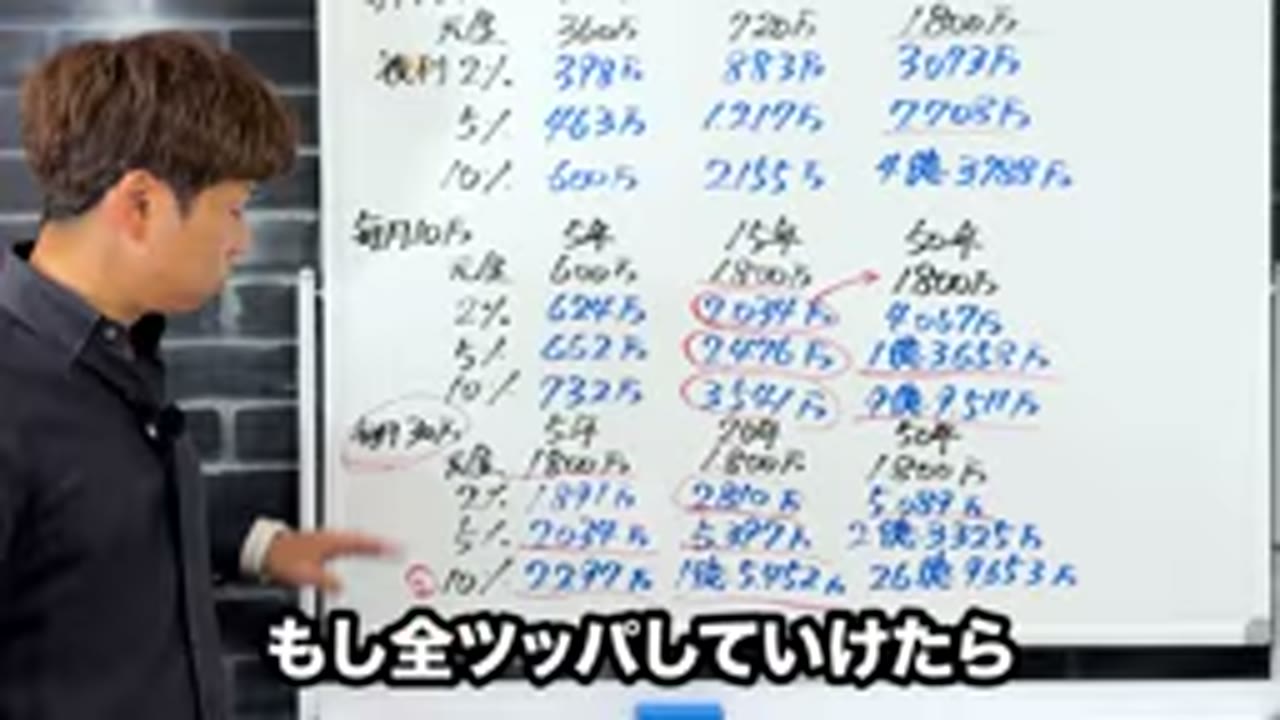 元金 360万 720万 1800万
複利 2% 398万 883万 3073万
5% 463万 1217万 7703万
10% 600万 2155万 4億3788万
毎月10万 5年 15年 50年
元金 600万 1800万 1800万
2% 624万 2034万 4067万
5% 652万 2476万 1億3658万
10% 732万 3541万 9億9511万
毎月30万 5年 20年 50年
元金 1800万 1800万 1800万
2% 1891万 2810万 5089万
5% 2034万 5387万 2億3325万
10% 2297万 1億5452万 26億9653万
もし全ツッパしていけたら